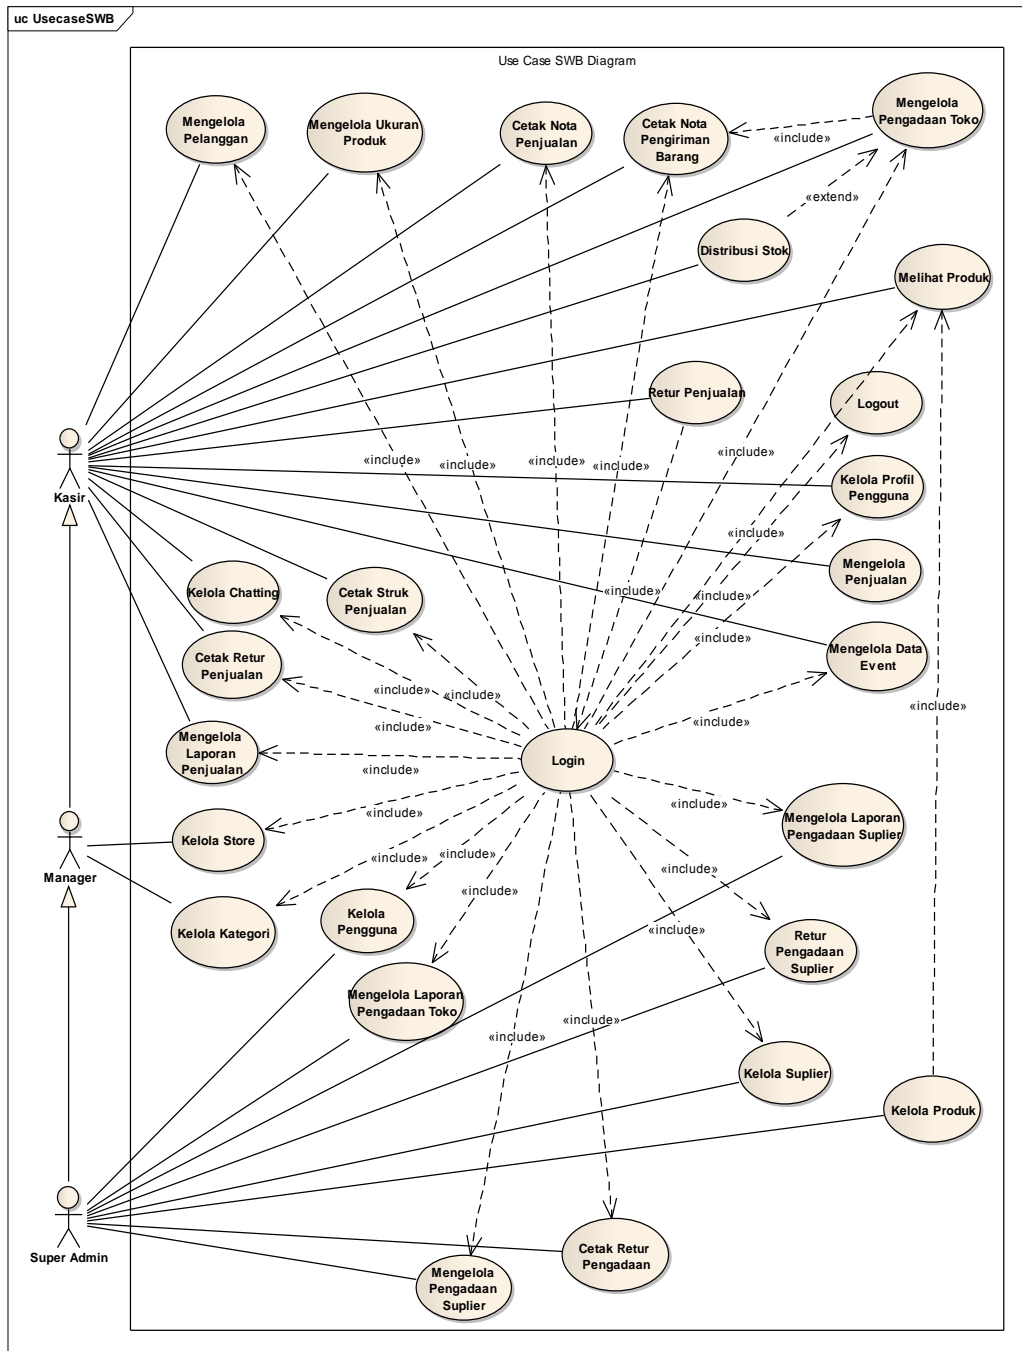 uc UsecaseSWB
Use Case SWB Diagram
Mengelola
Pelanggan
Mengelola Ukuran
Produk
Cetak Nota
Penjualan
Cetak Nota
Pengiriman
Barang
Mengelola
Pengadaan Toko
«include»
«extend»
Distribusi Stok
Melihat Produk
Retur Penjualan
Logout
Kasir
«include»
«include»
«include»
«include»
«include»
Kelola Profil
Pengguna
«include»
Mengelola
Penjualan
Kelola Chatting
Cetak Struk
Penjualan
«include»
«include»
«include»
Cetak Retur
Penjualan
Mengelola Data
Event
«include»
«include»
«include»
«include»
«include»
Mengelola
Laporan
Penjualan
«include»
Login
Manager
Kelola Store
«include»
«include»
Mengelola Laporan
Pengadaan Suplier
«include»
«include»
«include»
Kelola Kategori
Kelola
Pengguna
«include»
«include»
Retur
Pengadaan
Suplier
Mengelola Laporan
Pengadaan Toko
«include»
«include»
Kelola Suplier
Kelola Produk
Super Admin
Cetak Retur
Pengadaan
Mengelola
Pengadaan
Suplier